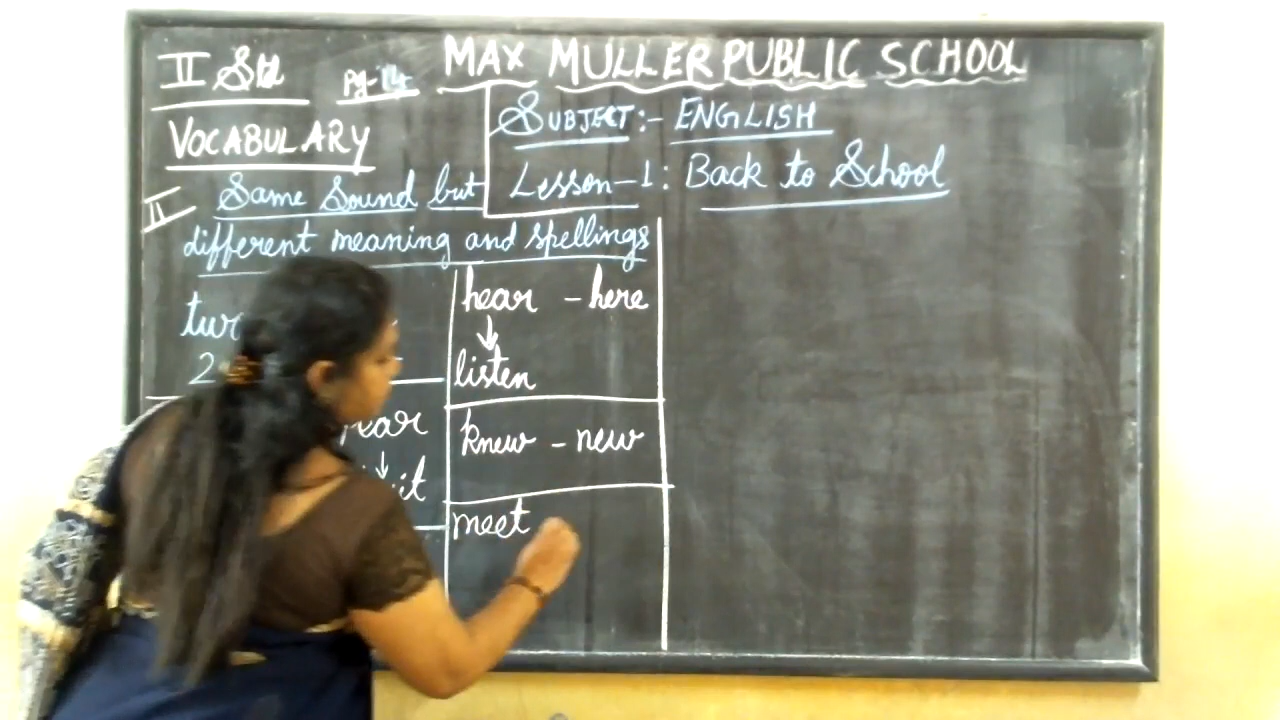 II Std pg-14 MAX MULLER PUBLIC SCHOOL
VOCABULARY
SUBJECT:- ENGLISH
Lesson-1: Back to School
II Same Sound but
different meaning and spellings
2
hear - here
↓
listen
knew - new
meet